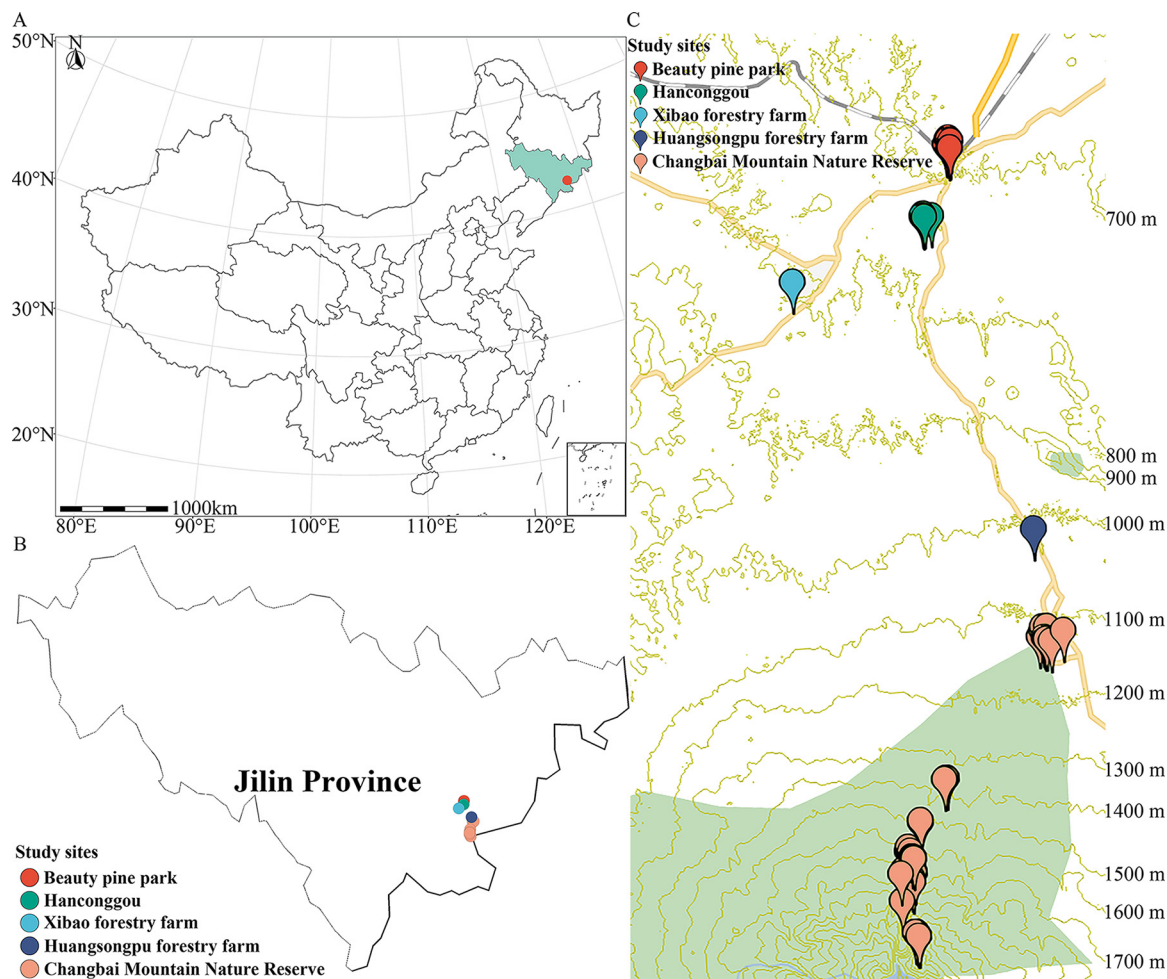 A
50°N
N
40°N
30°N
20°N
1000km
80°E
90°E
100°E
110°E
120°E
B
Jilin Province
Study sites
Beauty pine park
Hanconggou
Xibao forestry farm
Huangsongpu forestry farm
Changbai Mountain Nature Reserve
C
Study sites
Beauty pine park
Hanconggou
Xibao forestry farm
Huangsongpu forestry farm
Changbai Mountain Nature Reserve
700 m
800 m
900 m
1000 m
1100 m
1200 m
1300 m
1400 m
1500 m
1600 m
1700 m